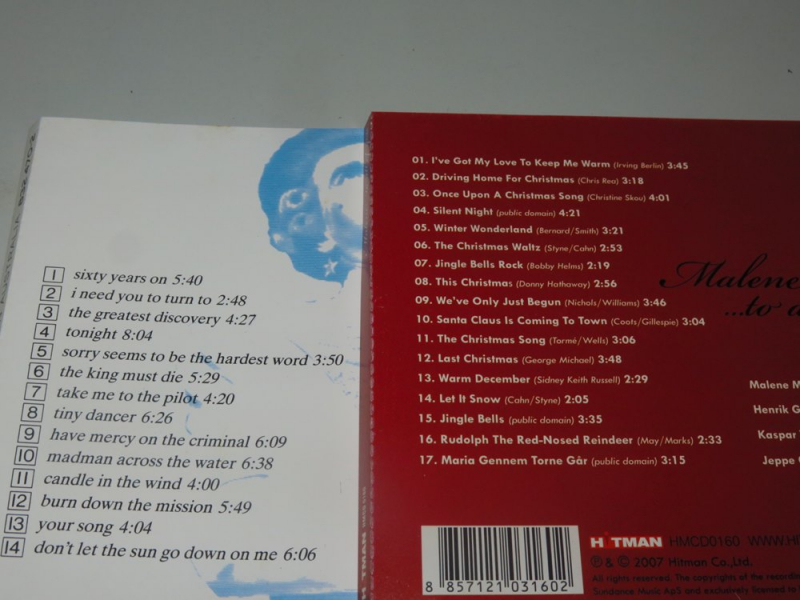 1 sixty years on 5:40
2 i need you to turn to 2:48
3 the greatest discovery 4:27
4 tonight 8:04
5 sorry seems to be the hardest word 3:50
6 the king must die 5:29
7 take me to the pilot 4:20
8 tiny dancer 6:26
9 have mercy on the criminal 6:09
10 madman across the water 6:38
11 candle in the wind 4:00
12 burn down the mission 5:49
13 your song 4:04
14 don't let the sun go down on me 6:06
01. I've Got My Love To Keep Me Warm (Irving Berlin) 3:45
02. Driving Home For Christmas (Chris Rea) 3:18
03. Once Upon A Christmas Song (Christine Skou) 4:01
04. Silent Night (public domain) 4:21
05. Winter Wonderland (Bernard/Smith) 3:21
06. The Christmas Waltz (Styne/Cahn) 2:53
07. Jingle Bells Rock (Bobby Helms) 2:19
08. This Christmas (Donny Hathaway) 2:56
09. We've Only Just Begun (Nichols/Williams) 3:46
10. Santa Claus Is Coming To Town (Coots/Gillespie) 3:04
11. The Christmas Song (Tormé/Wells) 3:06
12. Last Christmas (George Michael) 3:48
13. Warm December (Sidney Keith Russell) 2:29
14. Let It Snow (Cahn/Styne) 2:05
15. Jingle Bells (public domain) 3:35
16. Rudolph The Red-Nosed Reindeer (May/Marks) 2:33
17. Maria Gennem Torne Går (public domain) 3:15
Malene
...to a
Malene M
Henrik G
Kaspar
Jeppe
8 857121 031602
HITMAN HMCD0160 WWW.HI
℗ & © 2007 Hitman Co.,Ltd.
All rights reserved. The copyrights of the recording
Sundance Music ApS and exclusively licensed to
HITMAN